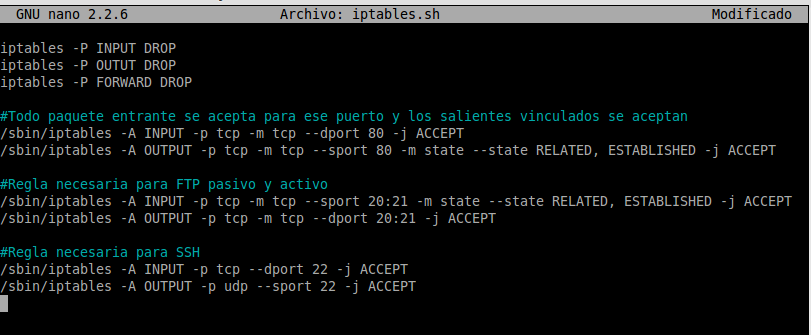 GNU nano 2.2.6 Archivo: iptables.sh Modificado
iptables -P INPUT DROP
iptables -P OUTUT DROP
iptables -P FORWARD DROP
#Todo paquete entrante se acepta para ese puerto y los salientes vinculados se aceptan
/sbin/iptables -A INPUT -p tcp -m tcp --dport 80 -j ACCEPT
/sbin/iptables -A OUTPUT -p tcp -m tcp --sport 80 -m state --state RELATED, ESTABLISHED -j ACCEPT
#Regla necesaria para FTP pasivo y activo
/sbin/iptables -A INPUT -p tcp -m tcp --sport 20:21 -m state --state RELATED, ESTABLISHED -j ACCEPT
/sbin/iptables -A OUTPUT -p tcp -m tcp --dport 20:21 -j ACCEPT
#Regla necesaria para SSH
/sbin/iptables -A INPUT -p tcp --dport 22 -j ACCEPT
/sbin/iptables -A OUTPUT -p udp --sport 22 -j ACCEPT